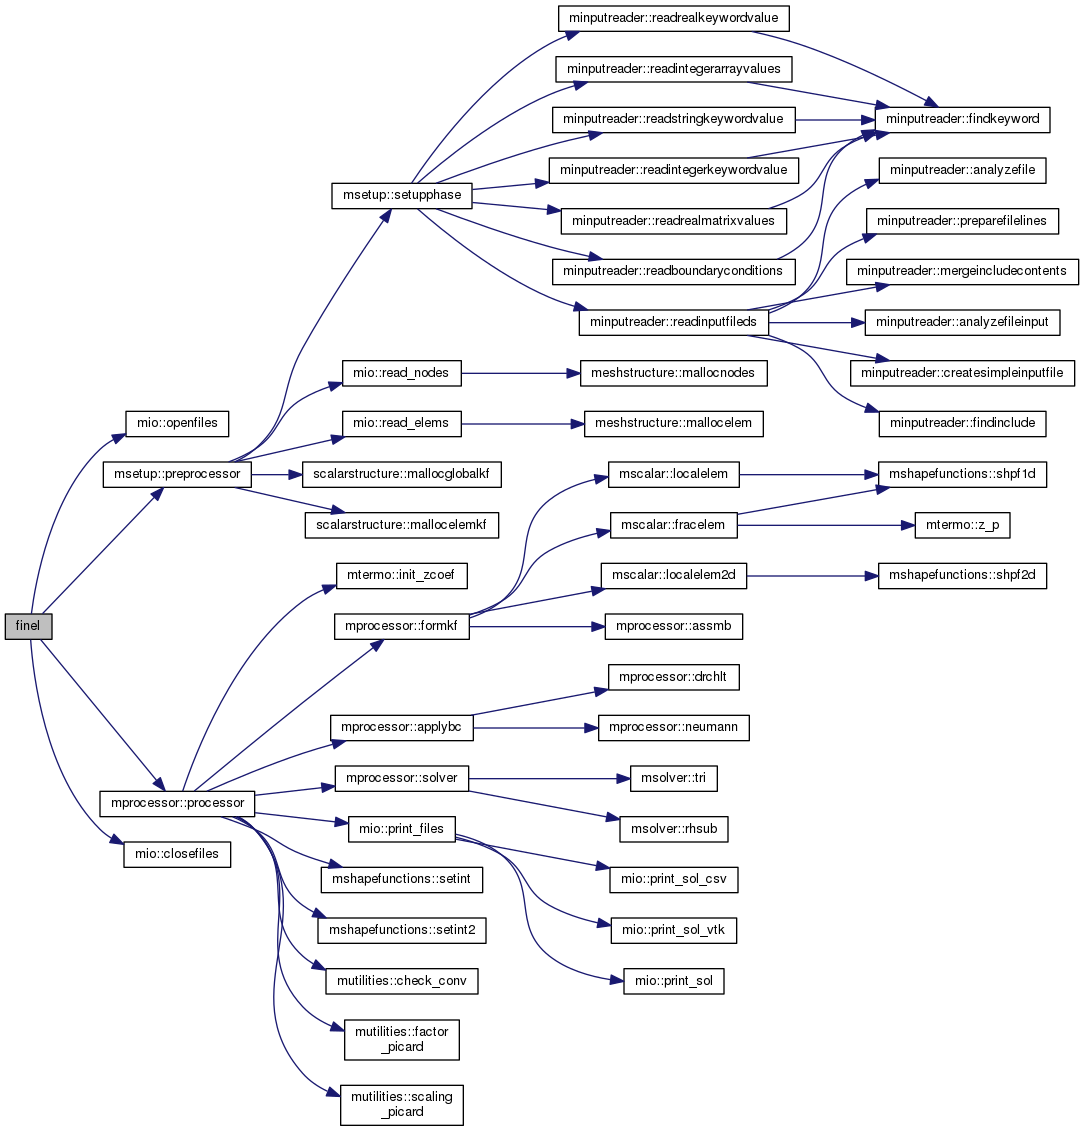 minputreader::readrealkeywordvalue
minputreader::readintegerarrayvalues
minputreader::readstringkeywordvalue
minputreader::findkeyword
minputreader::readintegerkeywordvalue
minputreader::analyzefile
msetup::setupphase
minputreader::readrealmatrixvalues
minputreader::preparefilelines
minputreader::readboundaryconditions
minputreader::mergeincludecontents
minputreader::readinputfileds
minputreader::analyzefileinput
mio::read_nodes
meshstructure::mallocnodes
minputreader::createsimpleinputfile
mio::openfiles
mio::read_elems
meshstructure::mallocelem
minputreader::findinclude
msetup::preprocessor
scalarstructure::mallocglobalkf
mscalar::localelem
mshapefunctions::shpf1d
scalarstructure::mallocelemkf
mscalar::fracelem
mtermo::z_p
mtermo::init_zcoef
mscalar::localelem2d
mshapefunctions::shpf2d
finel
mprocessor::formkf
mprocessor::assmb
mprocessor::drchlt
mprocessor::applybc
mprocessor::neumann
mprocessor::solver
msolver::tri
mprocessor::processor
mio::print_files
msolver::rhsub
mio::closefiles
mshapefunctions::setint
mio::print_sol_csv
mshapefunctions::setint2
mio::print_sol_vtk
mutilities::check_conv
mio::print_sol
mutilities::factor
_picard
mutilities::scaling
_picard